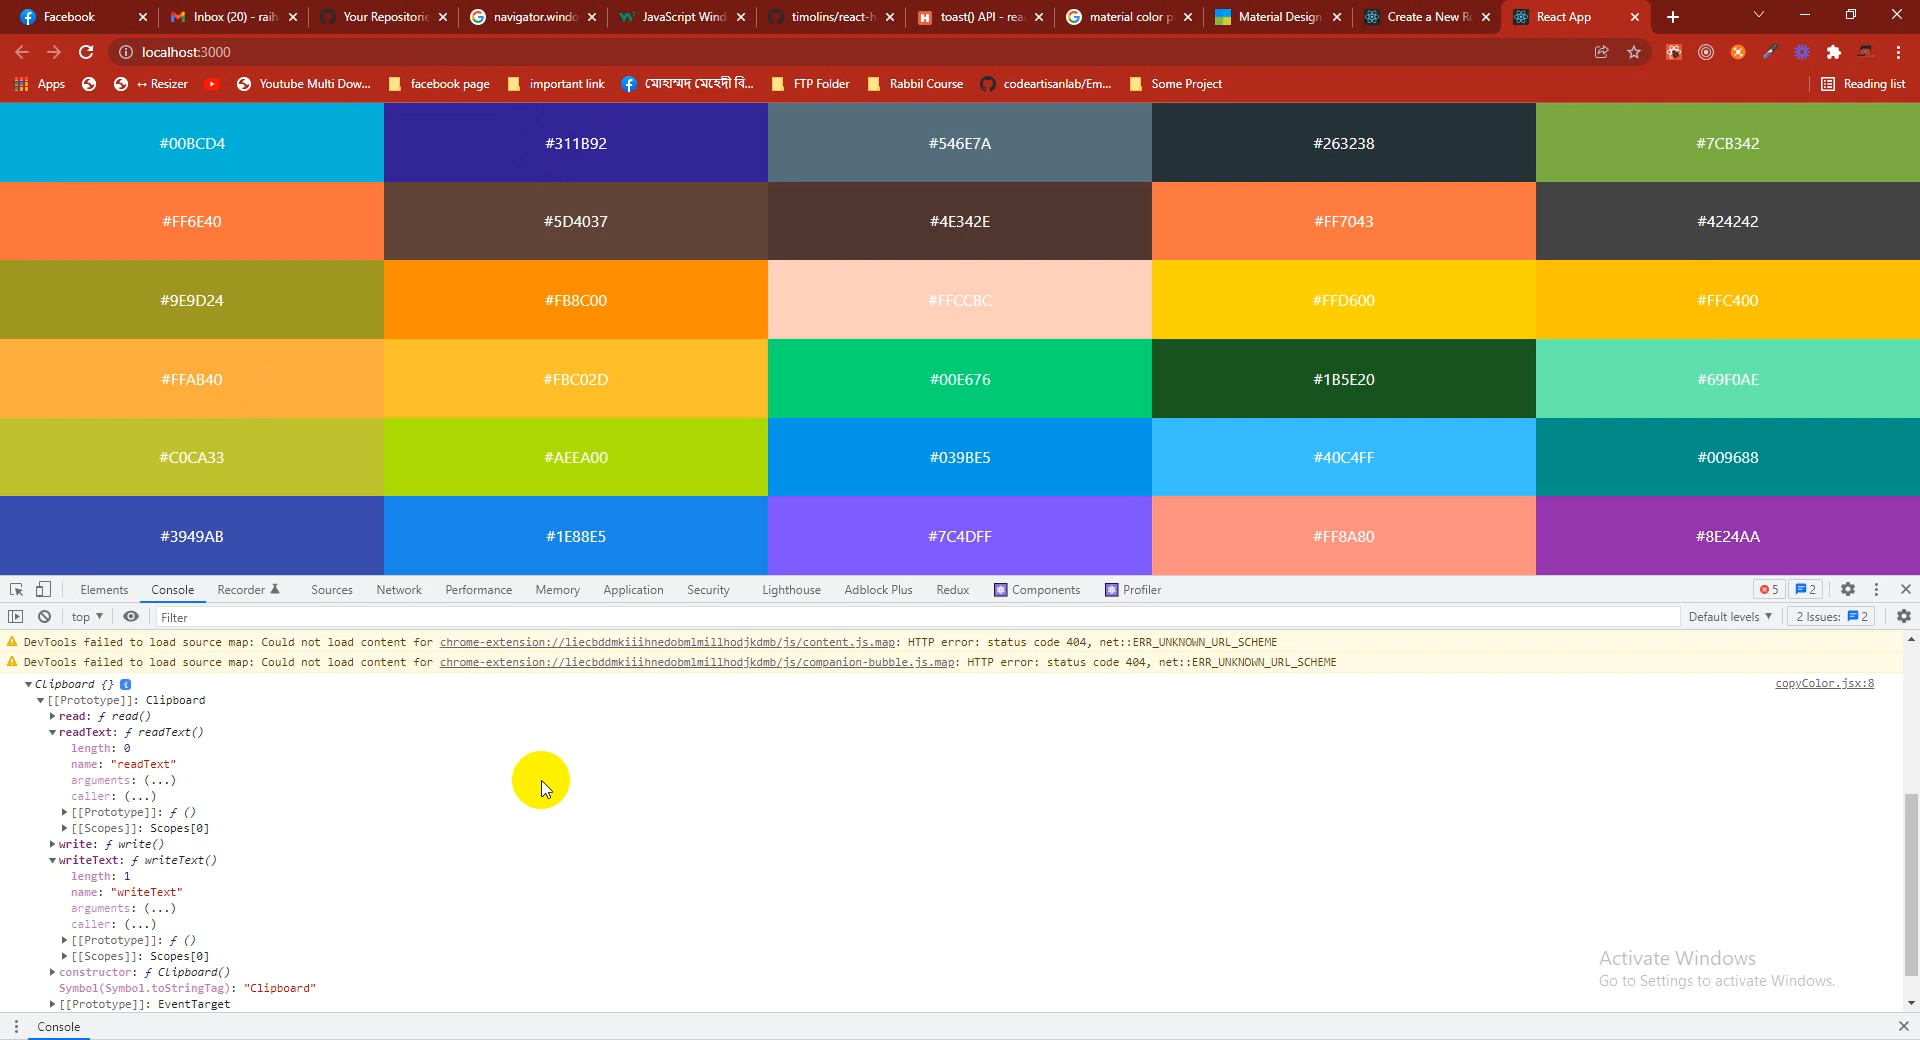 Facebook
Inbox (20) - raih
Your Repositorie
navigator.windo
JavaScript Wind
timolins/react-h
toast() API - rea
material color p
Material Design
Create a New Re
React App
localhost:3000
Apps
↔ Resizer
Youtube Multi Dow...
facebook page
important link
মোহাম্মদ মেহেদী বি...
FTP Folder
Rabbil Course
codeartisanlab/Em...
Some Project
Reading list
#00BCD4 #311B92 #546E7A #263238 #7CB342
#FF6E40 #5D4037 #4E342E #FF7043 #424242
#9E9D24 #FB8C00 #FFCCBC #FFD600 #FFC400
#FFAB40 #FBC02D #00E676 #1B5E20 #69F0AE
#C0CA33 #AEEA00 #039BE5 #40C4FF #009688
#3949AB #1E88E5 #7C4DFF #FF8A80 #8E24AA
Elements Console Recorder Sources Network Performance Memory Application Security Lighthouse Adblock Plus Redux Components Profiler 5 2
top Filter Default levels 2 Issues: 2
DevTools failed to load source map: Could not load content for chrome-extension://liecbddmkiiihnedobmlmillhodjkdmb/js/content.js.map: HTTP error: status code 404, net::ERR_UNKNOWN_URL_SCHEME
DevTools failed to load source map: Could not load content for chrome-extension://liecbddmkiiihnedobmlmillhodjkdmb/js/companion-bubble.js.map: HTTP error: status code 404, net::ERR_UNKNOWN_URL_SCHEME
Clipboard {} i copyColor.jsx:8
[[Prototype]]: Clipboard
read: ƒ read()
readText: ƒ readText()
length: 0
name: "readText"
arguments: (...)
caller: (...)
[[Prototype]]: ƒ ()
[[Scopes]]: Scopes[0]
write: ƒ write()
writeText: ƒ writeText()
length: 1
name: "writeText"
arguments: (...)
caller: (...)
[[Prototype]]: ƒ ()
[[Scopes]]: Scopes[0]
constructor: ƒ Clipboard()
Symbol(Symbol.toStringTag): "Clipboard"
[[Prototype]]: EventTarget
Activate Windows
Go to Settings to activate Windows.
Console